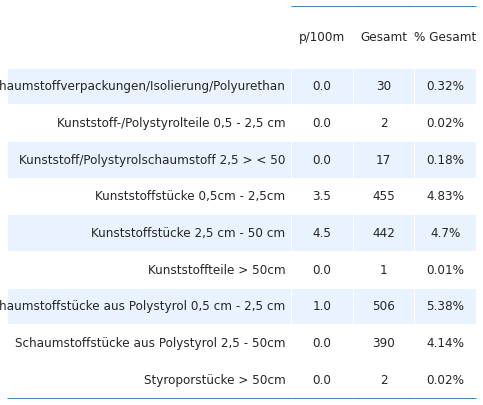 p/100m Gesamt % Gesamt
haumstoffverpackungen/Isolierung/Polyurethan 0.0 30 0.32%
Kunststoff-/Polystyrolteile 0,5 - 2,5 cm 0.0 2 0.02%
Kunststoff/Polystyrolschaumstoff 2,5 > < 50 0.0 17 0.18%
Kunststoffstücke 0,5cm - 2,5cm 3.5 455 4.83%
Kunststoffstücke 2,5 cm - 50 cm 4.5 442 4.7%
Kunststoffteile > 50cm 0.0 1 0.01%
haumstoffstücke aus Polystyrol 0,5 cm - 2,5 cm 1.0 506 5.38%
Schaumstoffstücke aus Polystyrol 2,5 - 50cm 0.0 390 4.14%
Styroporstücke > 50cm 0.0 2 0.02%